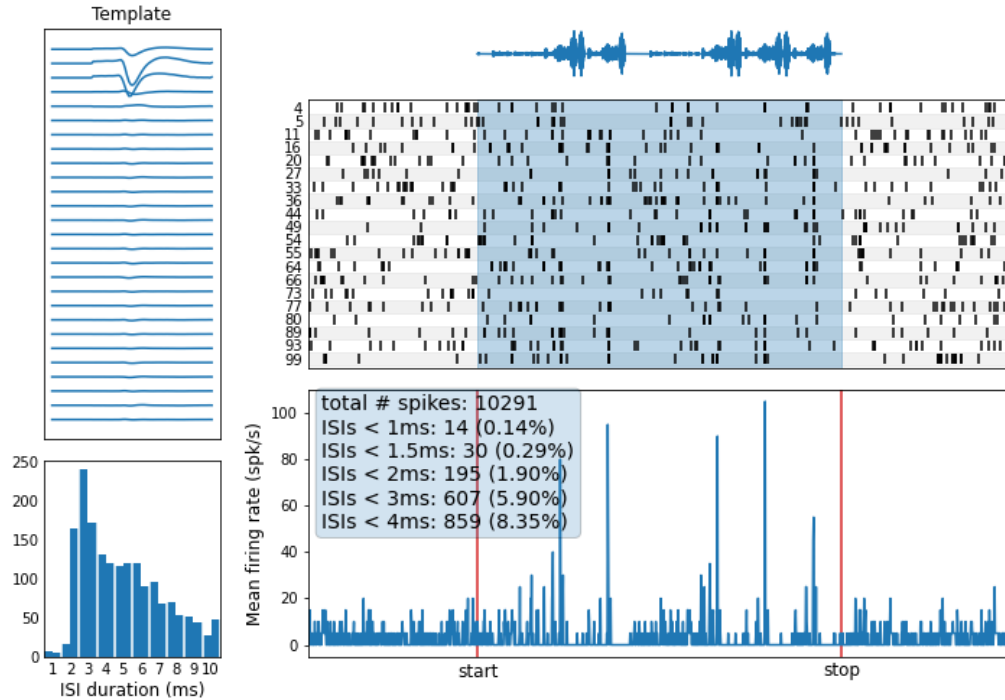 Template
4
5
11
16
20
27
33
36
44
49
54
55
64
66
73
77
80
89
93
99
total # spikes: 10291
ISIs < 1ms: 14 (0.14%)
ISIs < 1.5ms: 30 (0.29%)
ISIs < 2ms: 195 (1.90%)
ISIs < 3ms: 607 (5.90%)
ISIs < 4ms: 859 (8.35%)
Mean firing rate (spk/s)
100
80
60
40
20
0
start stop
250
200
150
100
50
0
1 2 3 4 5 6 7 8 9 10
ISI duration (ms)